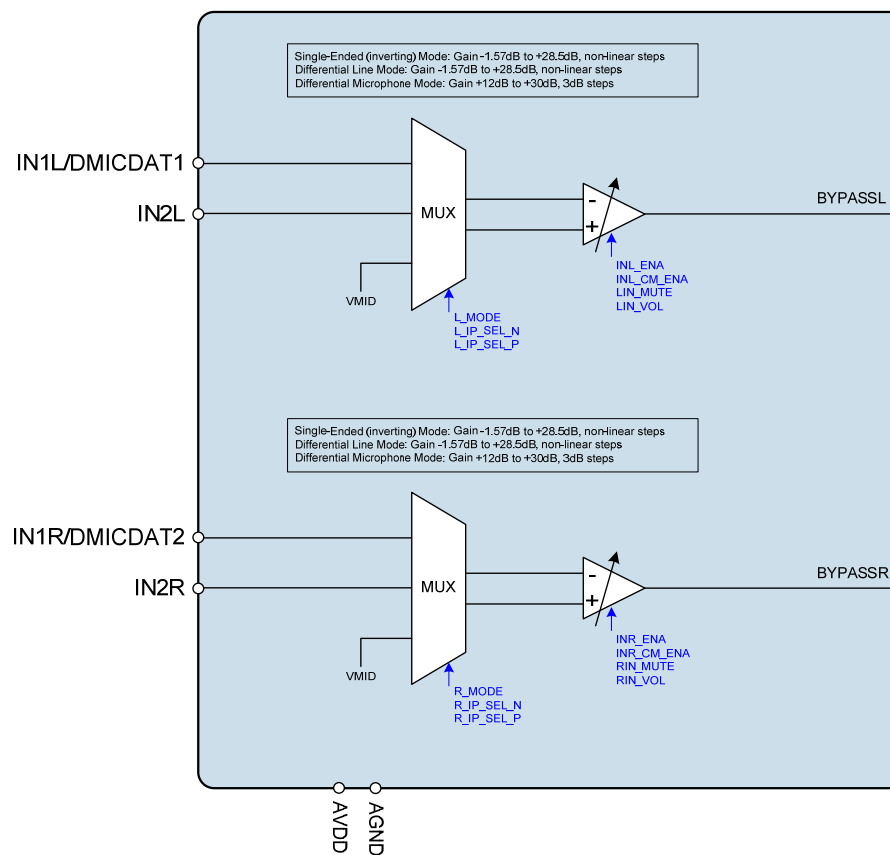 Single-Ended (inverting) Mode: Gain -1.57dB to +28.5dB, non-linear steps
Differential Line Mode: Gain -1.57dB to +28.5dB, non-linear steps
Differential Microphone Mode: Gain +12dB to +30dB, 3dB steps
IN1L/DMICDAT1
IN2L
MUX
-
+
BYPASSL
VMID
INL_ENA
INL_CM_ENA
LIN_MUTE
LIN_VOL
L_MODE
L_IP_SEL_N
L_IP_SEL_P
Single-Ended (inverting) Mode: Gain -1.57dB to +28.5dB, non-linear steps
Differential Line Mode: Gain -1.57dB to +28.5dB, non-linear steps
Differential Microphone Mode: Gain +12dB to +30dB, 3dB steps
IN1R/DMICDAT2
IN2R
MUX
-
+
BYPASSR
VMID
INR_ENA
INR_CM_ENA
RIN_MUTE
RIN_VOL
R_MODE
R_IP_SEL_N
R_IP_SEL_P
AVDD
AGND